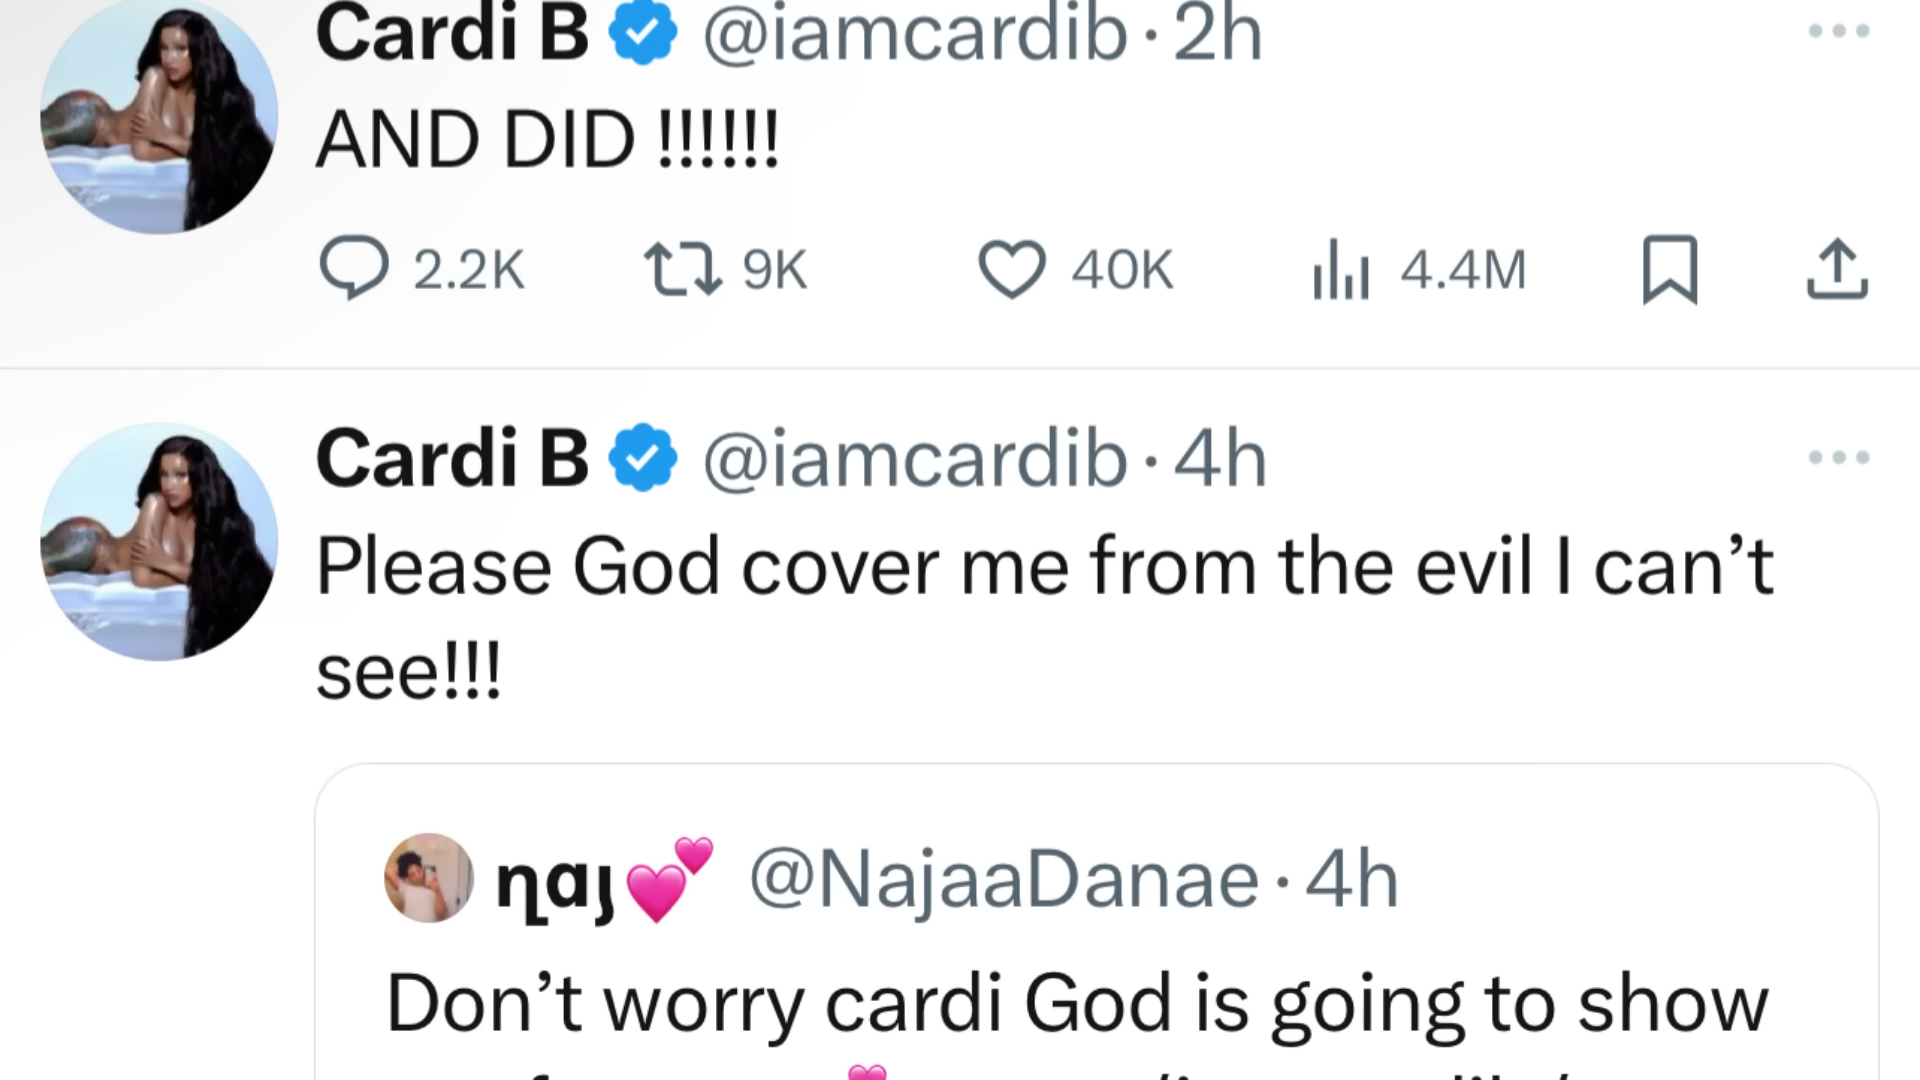 Cardi B @iamcardib · 2h
AND DID !!!!!!
2.2K 9K 40K 4.4M
Cardi B @iamcardib · 4h
Please God cover me from the evil I can’t
see!!!
ɳαȷ💕 @NajaaDanae · 4h
Don’t worry cardi God is going to show